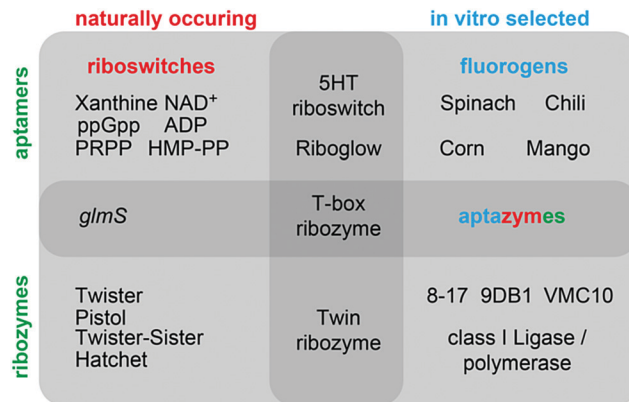 naturally occuring
in vitro selected
aptamers
riboswitches
Xanthine NAD⁺
ppGpp ADP
PRPP HMP-PP
5HT
riboswitch
Riboglow
fluorogens
Spinach Chili
Corn Mango
glmS
T-box
ribozyme
aptazymes
ribozymes
Twister
Pistol
Twister-Sister
Hatchet
Twin
ribozyme
8-17 9DB1 VMC10
class I Ligase /
polymerase